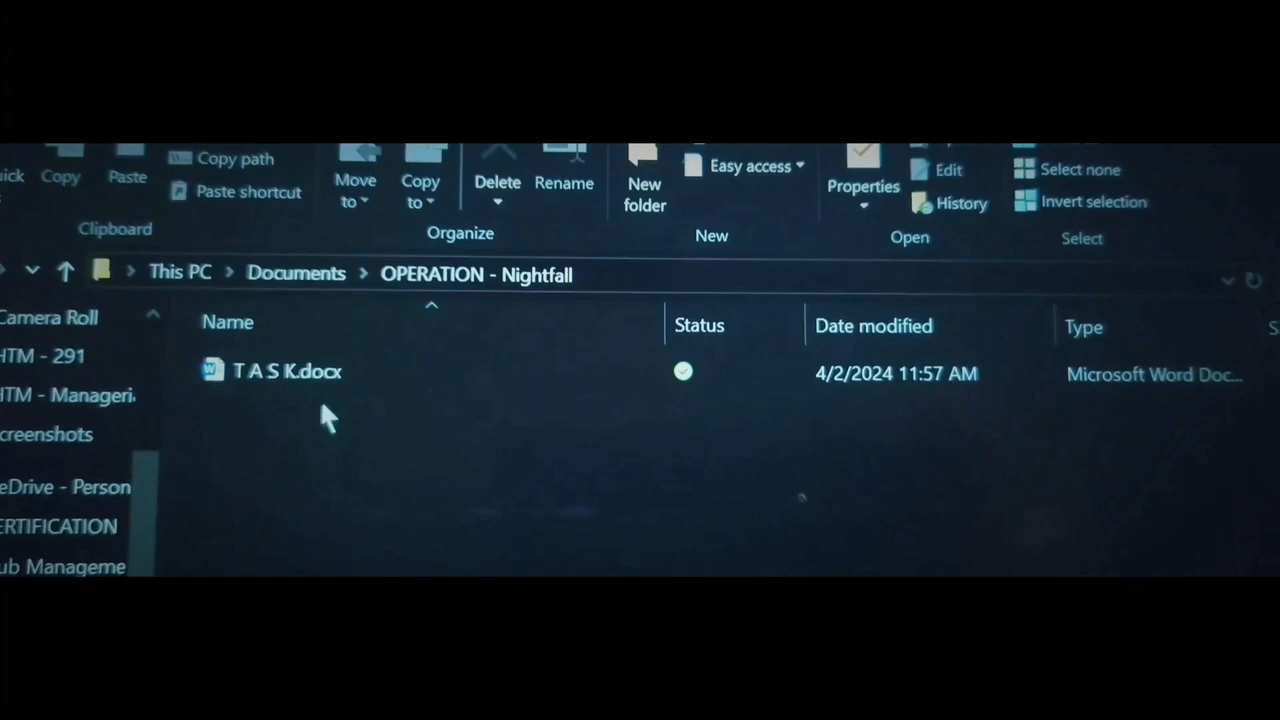 Copy
Paste
Copy path
Paste shortcut
Clipboard
Move to
Copy to
Delete
Rename
Organize
New folder
Easy access
New
Properties
Edit
History
Open
Select none
Invert selection
Select
This PC > Documents > OPERATION - Nightfall
Camera Roll
HTM - 291
HTM - Manageri
creenshots
eDrive - Person
ERTIFICATION
ub Manageme
Name
Status
Date modified
Type
T A S K.docx
4/2/2024 11:57 AM
Microsoft Word Doc...